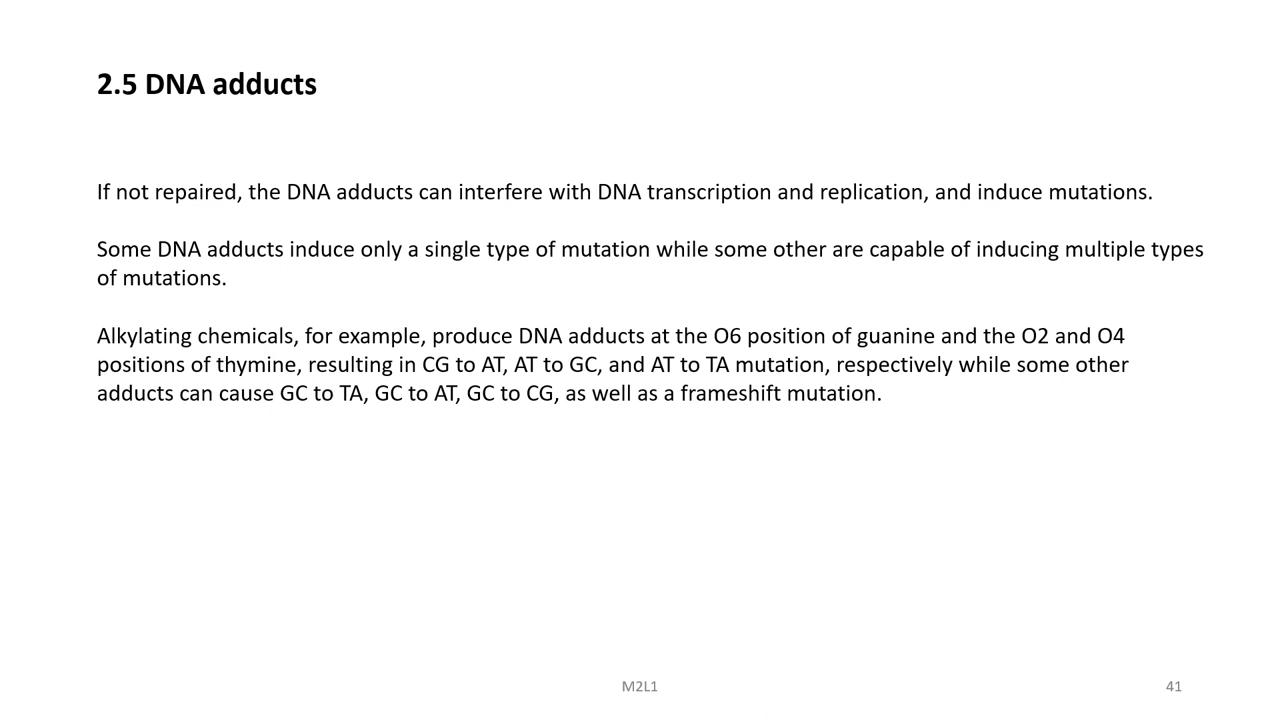 2.5 DNA adducts
If not repaired, the DNA adducts can interfere with DNA transcription and replication, and induce mutations.
Some DNA adducts induce only a single type of mutation while some other are capable of inducing multiple types
of mutations.
Alkylating chemicals, for example, produce DNA adducts at the O6 position of guanine and the O2 and O4
positions of thymine, resulting in CG to AT, AT to GC, and AT to TA mutation, respectively while some other
adducts can cause GC to TA, GC to AT, GC to CG, as well as a frameshift mutation.
M2L1
41